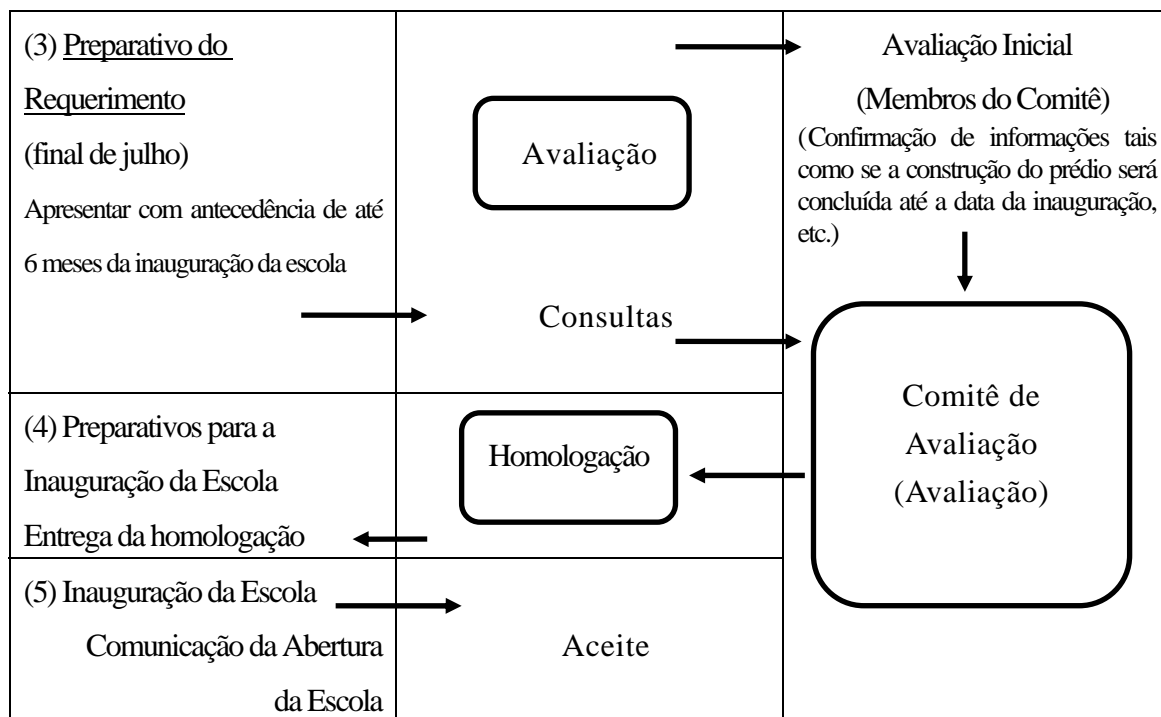 (3) Preparativo do
Requerimento
(final de julho)
Apresentar com antecedência de até
6 meses da inauguração da escola
Avaliação
Consultas
Avaliação Inicial
(Membros do Comitê)
(Confirmação de informações tais
como se a construção do prédio será
concluída até a data da inauguração,
etc.)
Comitê de
Avaliação
(Avaliação)
(4) Preparativos para a
Inauguração da Escola
Entrega da homologação
Homologação
(5) Inauguração da Escola
Comunicação da Abertura
da Escola
Aceite